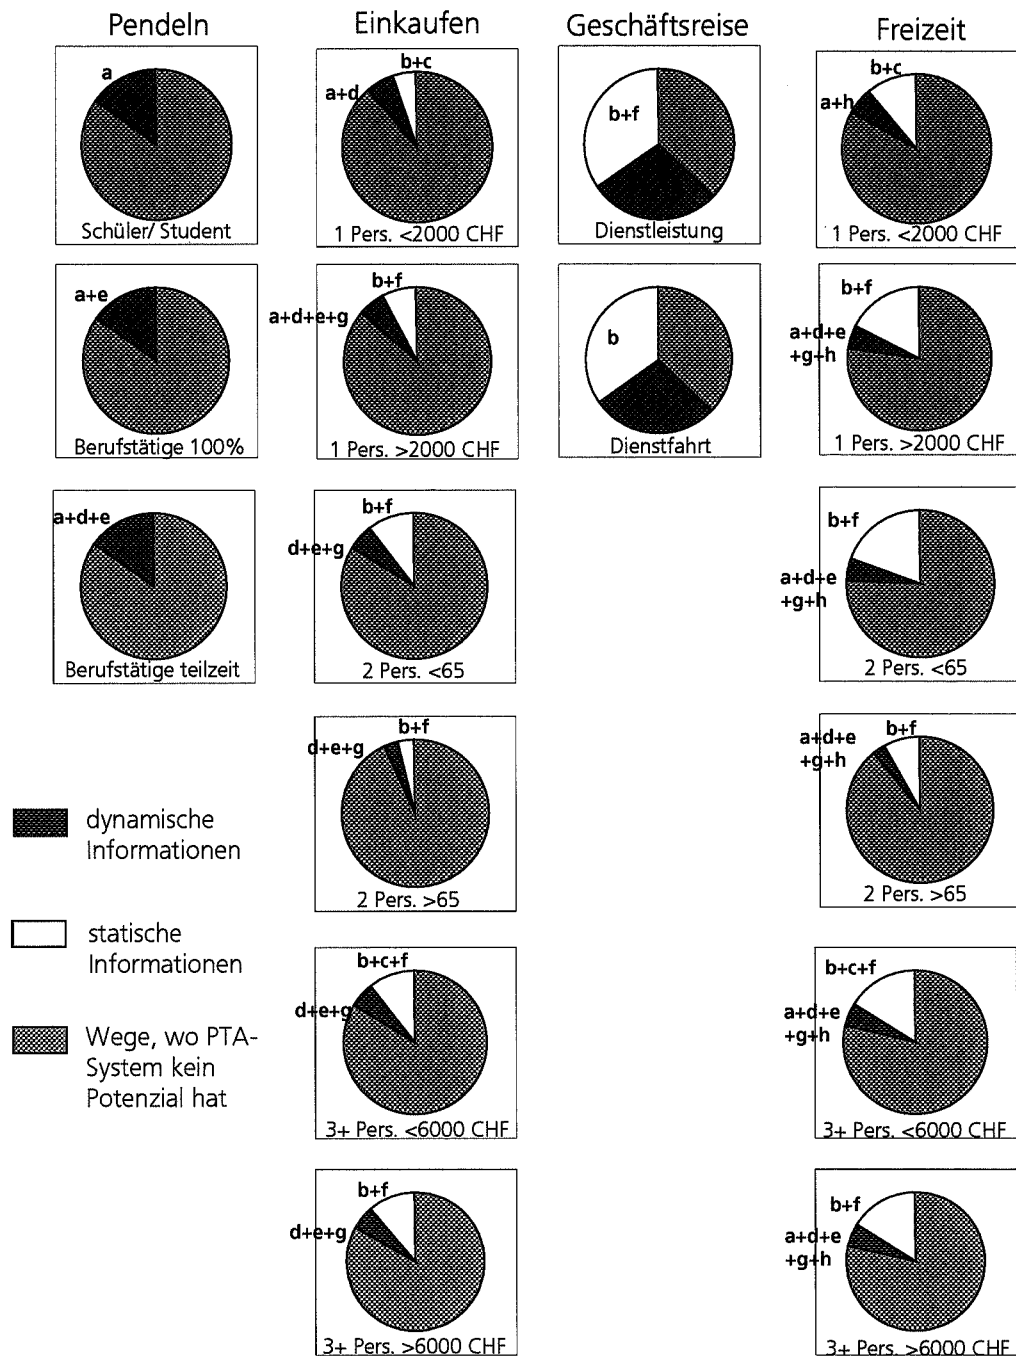 Pendeln
Einkaufen
Geschäftsreise
Freizeit
a
Schüler/ Student
b+c
a+d
1 Pers. <2000 CHF
b+f
Dienstleistung
b+c
a+h
1 Pers. <2000 CHF
a+e
Berufstätige 100%
b+f
a+d+e+g
1 Pers. >2000 CHF
b
Dienstfahrt
b+f
a+d+e
+g+h
1 Pers. >2000 CHF
a+d+e
Berufstätige teilzeit
b+f
d+e+g
2 Pers. <65
b+f
a+d+e
+g+h
2 Pers. <65
b+f
d+e+g
2 Pers. >65
a+d+e
+g+h
b+f
2 Pers. >65
dynamische
Informationen
statische
Informationen
Wege, wo PTA-
System kein
Potenzial hat
b+c+f
d+e+g
3+ Pers. <6000 CHF
b+c+f
a+d+e
+g+h
3+ Pers. <6000 CHF
b+f
d+e+g
3+ Pers. >6000 CHF
b+f
a+d+e
+g+h
3+ Pers. >6000 CHF